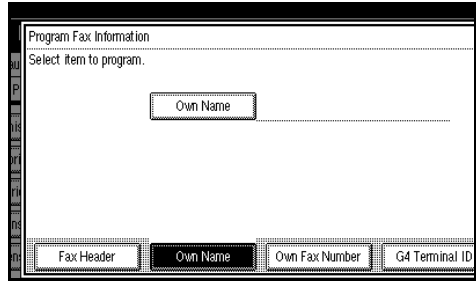 Program Fax Information
Select item to program.
Own Name
Fax Header
Own Name
Own Fax Number
G4 Terminal ID